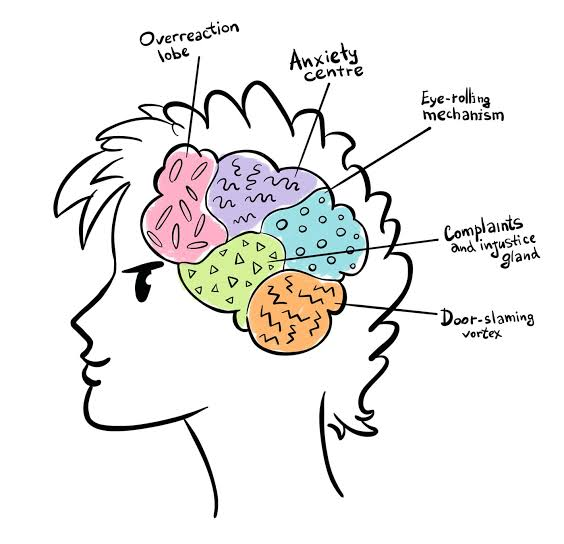 Overreaction
lobe
Anxiety
centre
Eye-rolling
mechanism
Complaints
and injustice
gland
Door-slaming
vortex